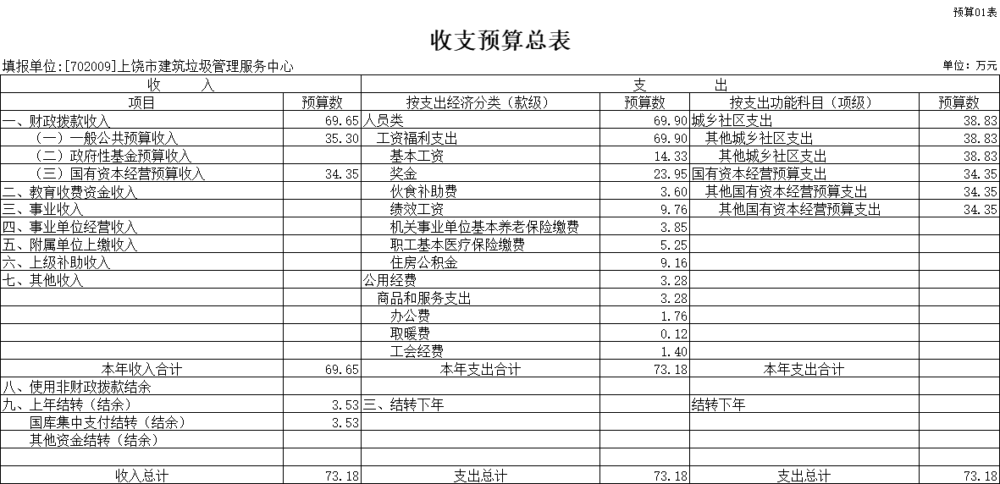 预算01表
收支预算总表
填报单位:[702009]上饶市建筑垃圾管理服务中心 单位：万元
收 入 支 出
项目 预算数 按支出经济分类（款级） 预算数 按支出功能科目（项级） 预算数
一、财政拨款收入 69.65 人员类 69.90 城乡社区支出 38.83
（一）一般公共预算收入 35.30 工资福利支出 69.90 其他城乡社区支出 38.83
（二）政府性基金预算收入 基本工资 14.33 其他城乡社区支出 38.83
（三）国有资本经营预算收入 34.35 奖金 23.95 国有资本经营预算支出 34.35
二、教育收费资金收入 伙食补助费 3.60 其他国有资本经营预算支出 34.35
三、事业收入 绩效工资 9.76 其他国有资本经营预算支出 34.35
四、事业单位经营收入 机关事业单位基本养老保险缴费 3.85
五、附属单位上缴收入 职工基本医疗保险缴费 5.25
六、上级补助收入 住房公积金 9.16
七、其他收入 公用经费 3.28
商品和服务支出 3.28
办公费 1.76
取暖费 0.12
工会经费 1.40
本年收入合计 69.65 本年支出合计 73.18 本年支出合计
八、使用非财政拨款结余
九、上年结转（结余） 3.53 三、结转下年 结转下年
国库集中支付结转（结余） 3.53
其他资金结转（结余）
收入总计 73.18 支出总计 73.18 支出总计 73.18